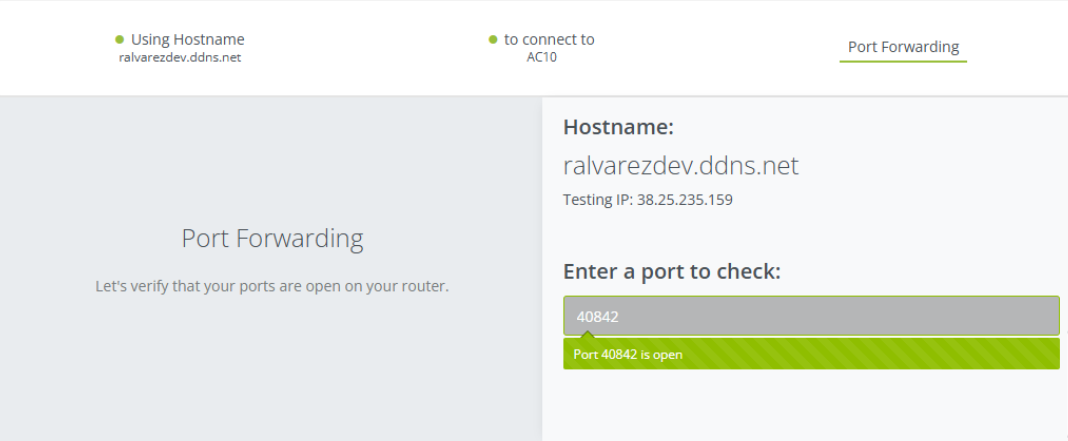 Using Hostname
ralvarezdev.ddns.net
to connect to
AC10
Port Forwarding
Port Forwarding
Let's verify that your ports are open on your router.
Hostname:
ralvarezdev.ddns.net
Testing IP: 38.25.235.159
Enter a port to check:
40842
Port 40842 is open